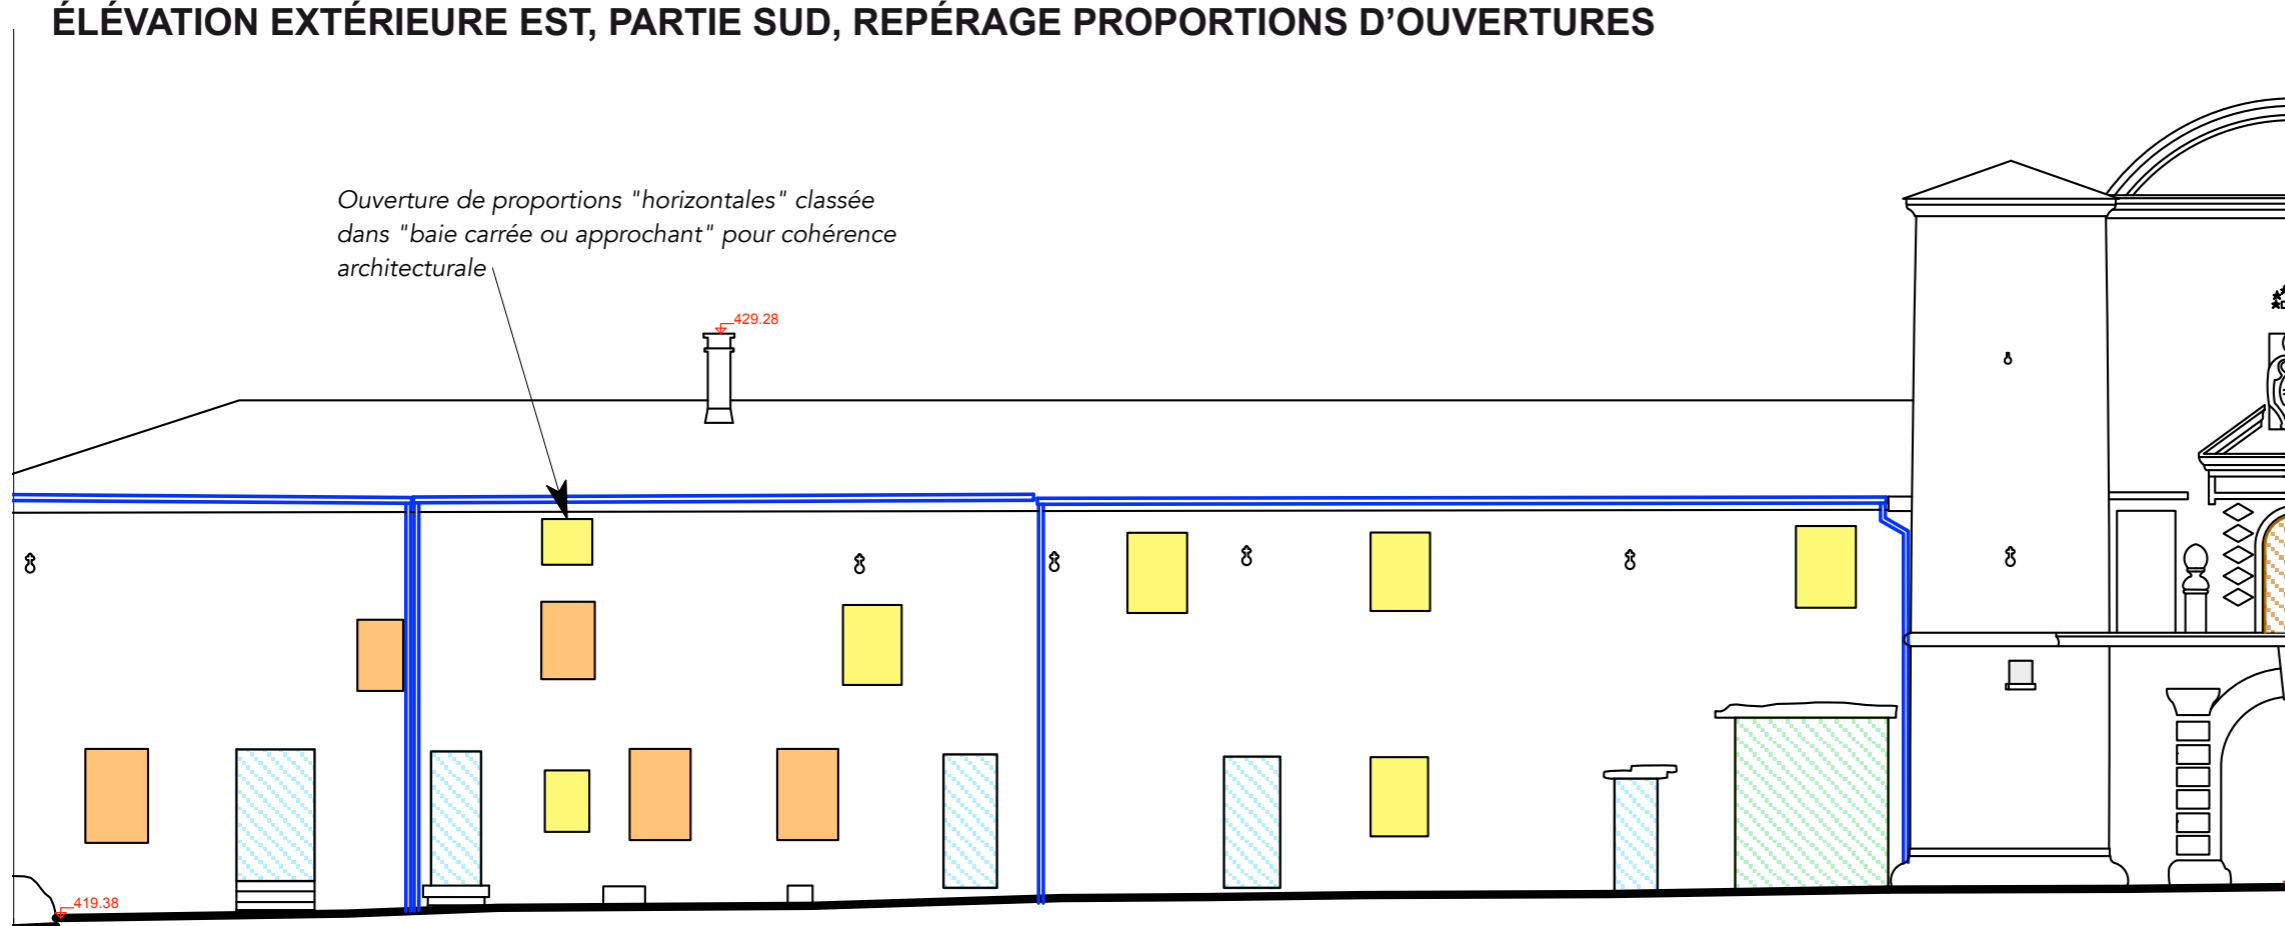 ÉLÉVATION EXTÉRIEURE EST, PARTIE SUD, REPÉRAGE PROPORTIONS D’OUVERTURES
Ouverture de proportions "horizontales" classée
dans "baie carrée ou approchant" pour cohérence
architecturale
429.28
419.38